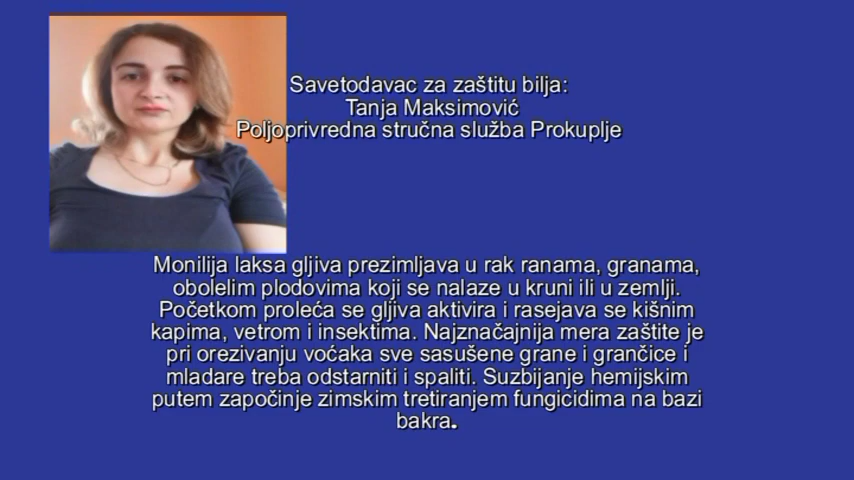 Savetodavac za zaštitu bilja:
Tanja Maksimović
Poljoprivredna stručna služba Prokuplje
Monilija laksa gljiva prezimljava u rak ranama, granama,
obolelim plodovima koji se nalaze u kruni ili u zemlji.
Početkom proleća se gljiva aktivira i rasejava se kišnim
kapima, vetrom i insektima. Najznačajnija mera zaštite je
pri orezivanju voćaka sve sasušene grane i grančice i
mladare treba odstarniti i spaliti. Suzbijanje hemijskim
putem započinje zimskim tretiranjem fungicidima na bazi
bakra.